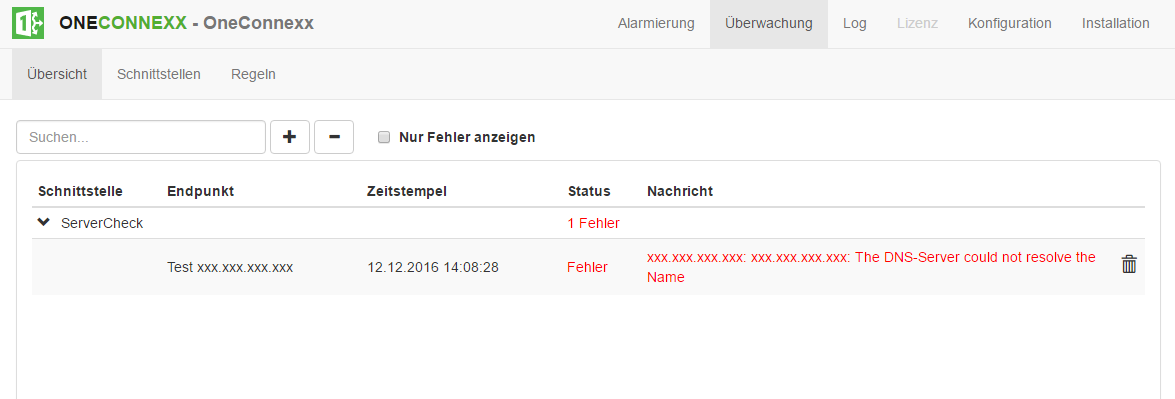 1 ONECONNEXX - OneConnexx Alarmierung Überwachung Log Lizenz Konfiguration Installation
Übersicht Schnittstellen Regeln
Suchen... + - Nur Fehler anzeigen
Schnittstelle Endpunkt Zeitstempel Status Nachricht
ServerCheck 1 Fehler
Test xxx.xxx.xxx.xxx 12.12.2016 14:08:28 Fehler xxx.xxx.xxx.xxx: xxx.xxx.xxx.xxx: The DNS-Server could not resolve the
Name